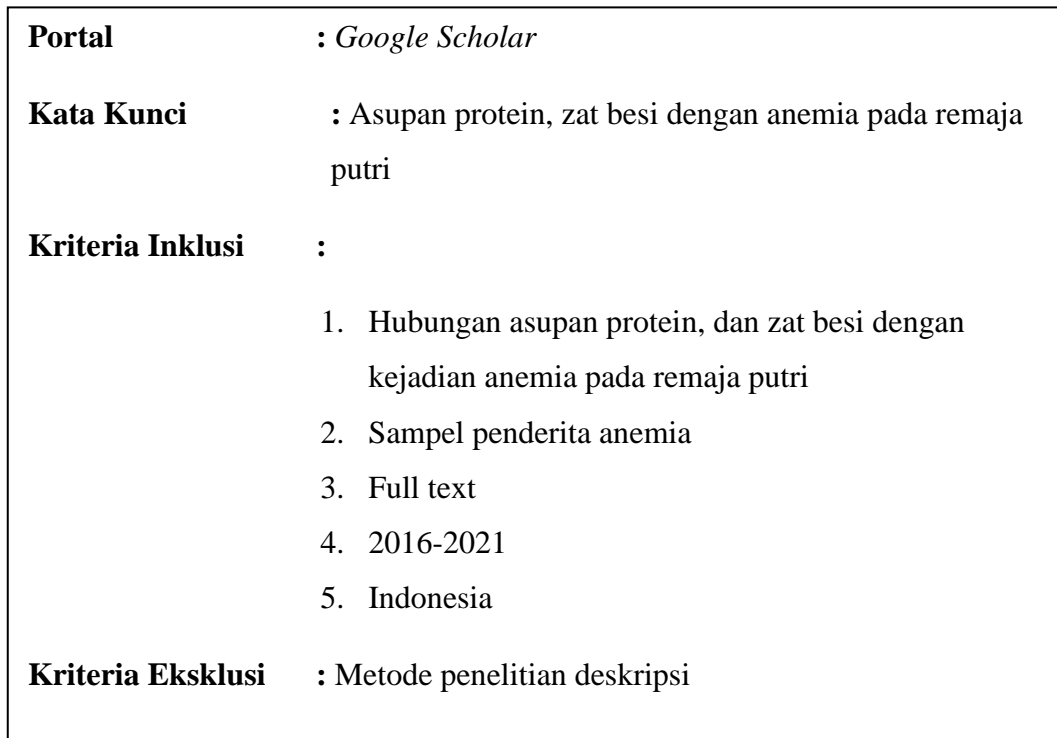 Portal : Google Scholar
Kata Kunci : Asupan protein, zat besi dengan anemia pada remaja
putri
Kriteria Inklusi :
1. Hubungan asupan protein, dan zat besi dengan
kejadian anemia pada remaja putri
2. Sampel penderita anemia
3. Full text
4. 2016-2021
5. Indonesia
Kriteria Eksklusi : Metode penelitian deskripsi